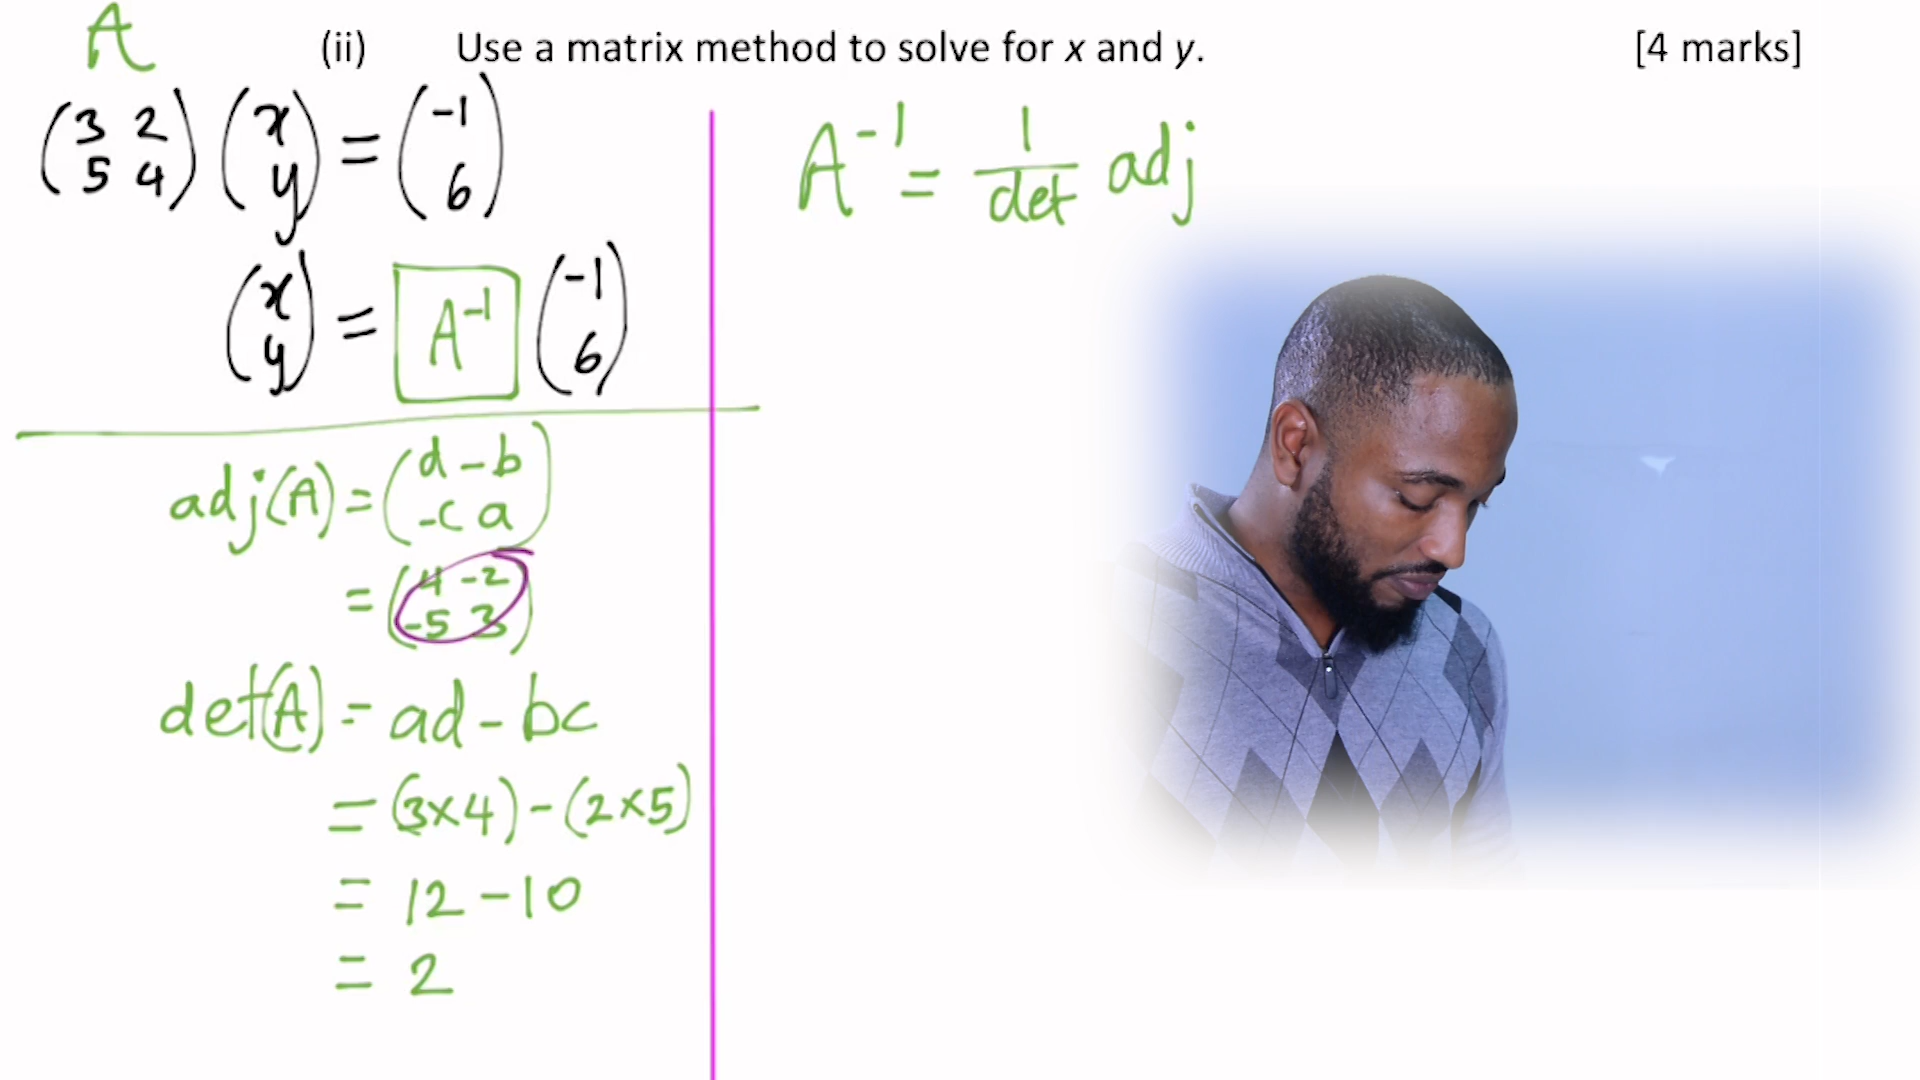 A
(ii) Use a matrix method to solve for x and y. [4 marks]
(3 2
5 4) (x
y) = (-1
6)
(x
y) = A⁻¹ (-1
6)
adj(A) = (d -b
-c a)
= (4 -2
-5 3)
det(A) = ad - bc
= (3×4) - (2×5)
= 12 - 10
= 2
A⁻¹ = 1/det adj